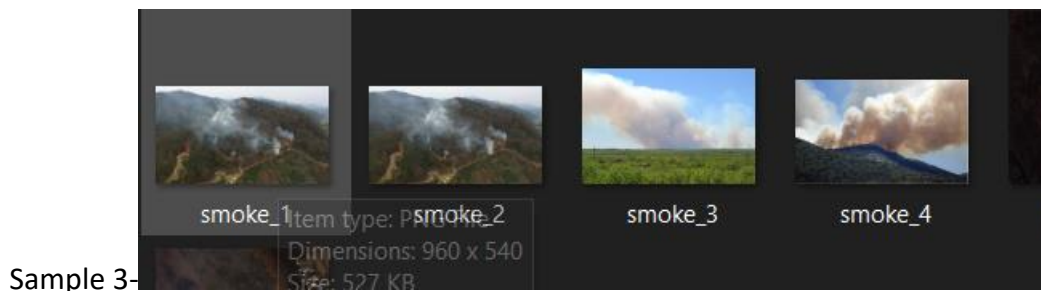 smoke_1
smoke_2
smoke_3
smoke_4
Item type: PNG File
Dimensions: 960 x 540
Size: 527 KB
Sample 3-